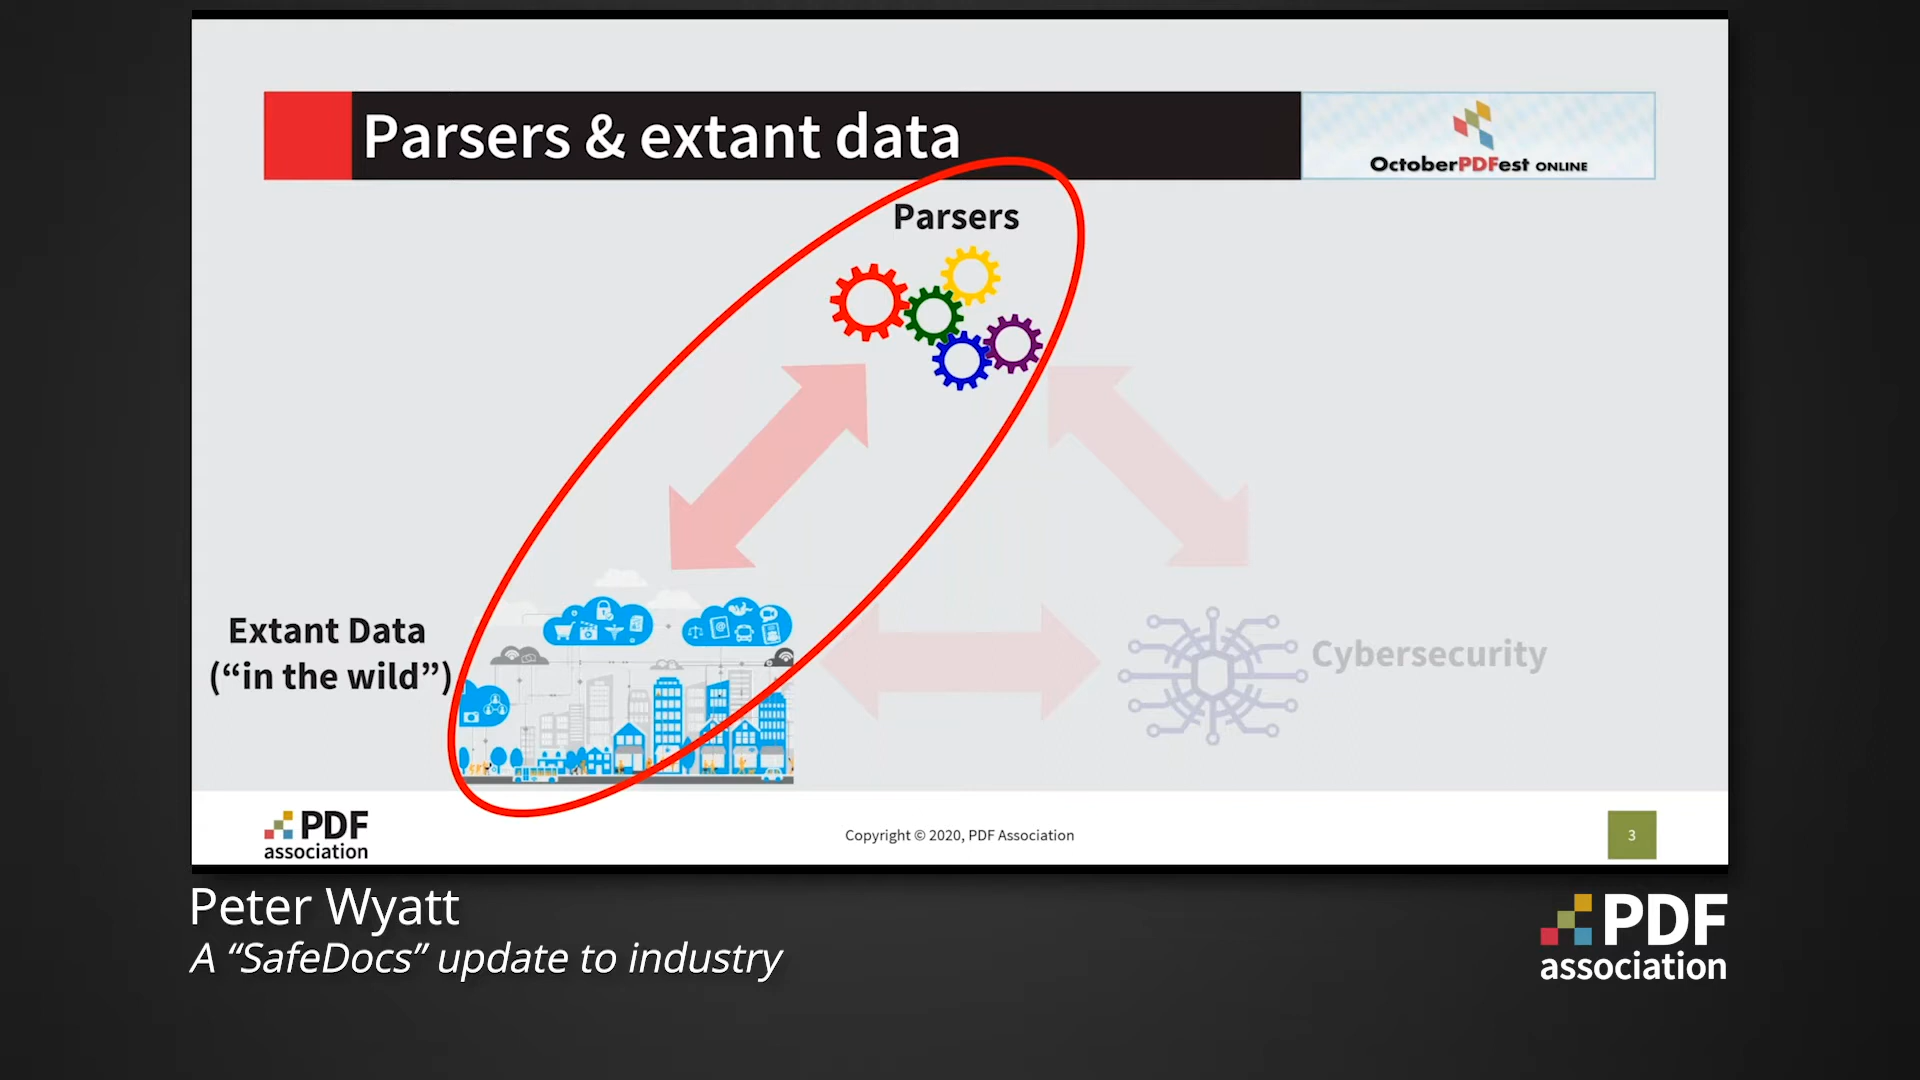 Parsers & extant data
OctoberPDFest ONLINE
Parsers
Extant Data
(“in the wild”)
Cybersecurity
PDF
association
Copyright © 2020, PDF Association
3
Peter Wyatt
A “SafeDocs” update to industry
PDF
association